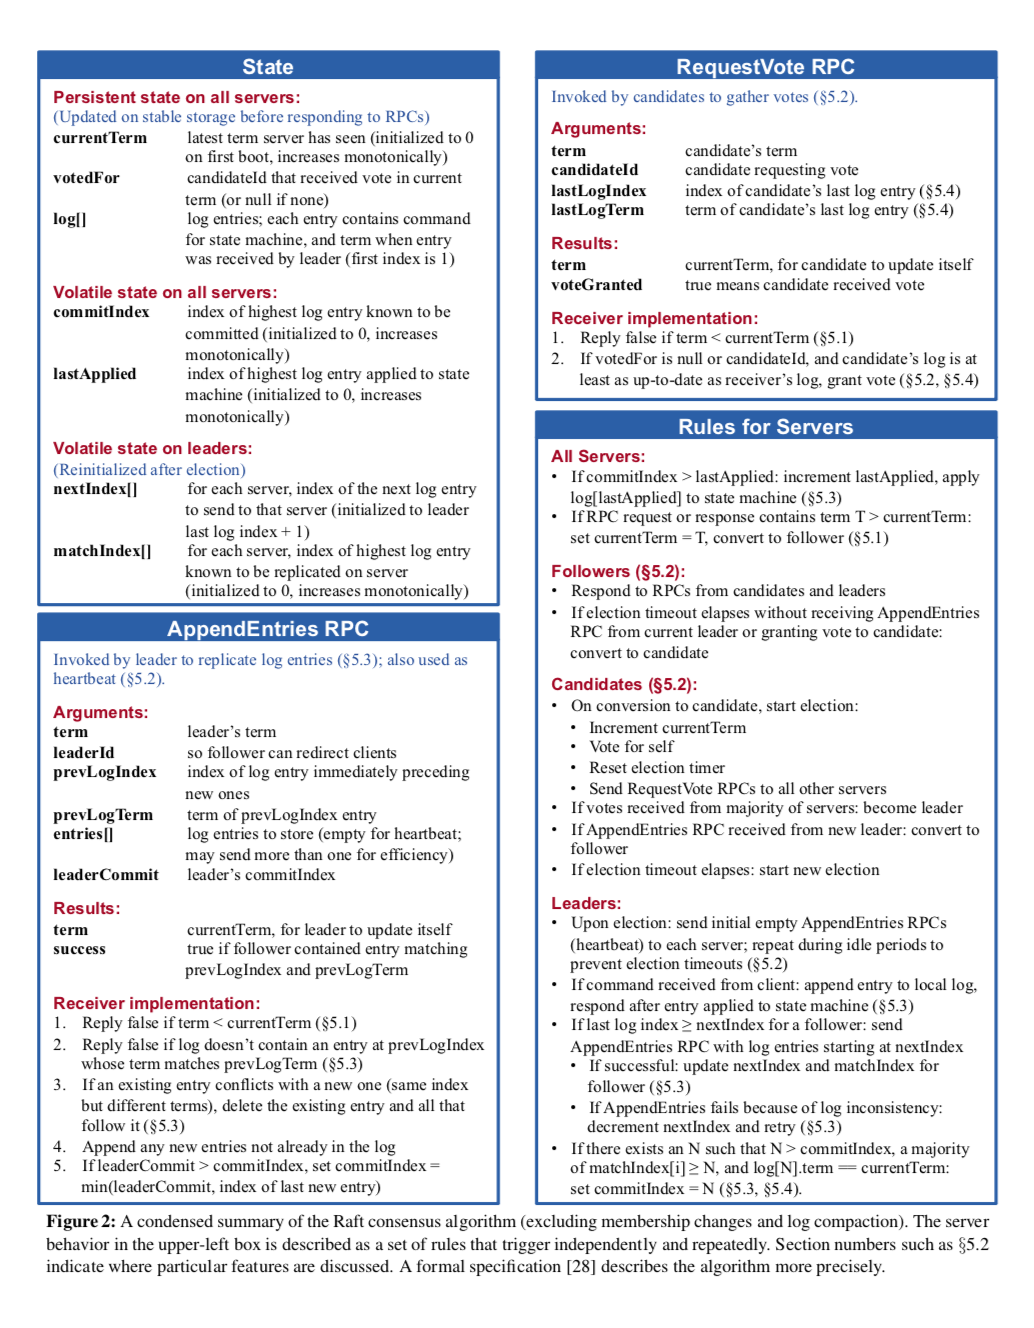 State
Persistent state on all servers:
(Updated on stable storage before responding to RPCs)
currentTerm latest term server has seen (initialized to 0
on first boot, increases monotonically)
votedFor candidateId that received vote in current
term (or null if none)
log[] log entries; each entry contains command
for state machine, and term when entry
was received by leader (first index is 1)
Volatile state on all servers:
commitIndex index of highest log entry known to be
committed (initialized to 0, increases
monotonically)
lastApplied index of highest log entry applied to state
machine (initialized to 0, increases
monotonically)
Volatile state on leaders:
(Reinitialized after election)
nextIndex[] for each server, index of the next log entry
to send to that server (initialized to leader
last log index + 1)
matchIndex[] for each server, index of highest log entry
known to be replicated on server
(initialized to 0, increases monotonically)
AppendEntries RPC
Invoked by leader to replicate log entries (§5.3); also used as
heartbeat (§5.2).
Arguments:
term leader's term
leaderId so follower can redirect clients
prevLogIndex index of log entry immediately preceding
new ones
prevLogTerm term of prevLogIndex entry
entries[] log entries to store (empty for heartbeat;
may send more than one for efficiency)
leaderCommit leader's commitIndex
Results:
term currentTerm, for leader to update itself
success true if follower contained entry matching
prevLogIndex and prevLogTerm
Receiver implementation:
1. Reply false if term < currentTerm (§5.1)
2. Reply false if log doesn't contain an entry at prevLogIndex
whose term matches prevLogTerm (§5.3)
3. If an existing entry conflicts with a new one (same index
but different terms), delete the existing entry and all that
follow it (§5.3)
4. Append any new entries not already in the log
5. If leaderCommit > commitIndex, set commitIndex =
min(leaderCommit, index of last new entry)
RequestVote RPC
Invoked by candidates to gather votes (§5.2).
Arguments:
term candidate's term
candidateId candidate requesting vote
lastLogIndex index of candidate's last log entry (§5.4)
lastLogTerm term of candidate's last log entry (§5.4)
Results:
term currentTerm, for candidate to update itself
voteGranted true means candidate received vote
Receiver implementation:
1. Reply false if term < currentTerm (§5.1)
2. If votedFor is null or candidateId, and candidate's log is at
least as up-to-date as receiver's log, grant vote (§5.2, §5.4)
Rules for Servers
All Servers:
• If commitIndex > lastApplied: increment lastApplied, apply
log[lastApplied] to state machine (§5.3)
• If RPC request or response contains term T > currentTerm:
set currentTerm = T, convert to follower (§5.1)
Followers (§5.2):
• Respond to RPCs from candidates and leaders
• If election timeout elapses without receiving AppendEntries
RPC from current leader or granting vote to candidate:
convert to candidate
Candidates (§5.2):
• On conversion to candidate, start election:
• Increment currentTerm
• Vote for self
• Reset election timer
• Send RequestVote RPCs to all other servers
• If votes received from majority of servers: become leader
• If AppendEntries RPC received from new leader: convert to
follower
• If election timeout elapses: start new election
Leaders:
• Upon election: send initial empty AppendEntries RPCs
(heartbeat) to each server; repeat during idle periods to
prevent election timeouts (§5.2)
• If command received from client: append entry to local log,
respond after entry applied to state machine (§5.3)
• If last log index ≥ nextIndex for a follower: send
AppendEntries RPC with log entries starting at nextIndex
• If successful: update nextIndex and matchIndex for
follower (§5.3)
• If AppendEntries fails because of log inconsistency:
decrement nextIndex and retry (§5.3)
• If there exists an N such that N > commitIndex, a majority
of matchIndex[i] ≥ N, and log[N].term == currentTerm:
set commitIndex = N (§5.3, §5.4).
Figure 2: A condensed summary of the Raft consensus algorithm (excluding membership changes and log compaction). The server
behavior in the upper-left box is described as a set of rules that trigger independently and repeatedly. Section numbers such as §5.2
indicate where particular features are discussed. A formal specification [28] describes the algorithm more precisely.